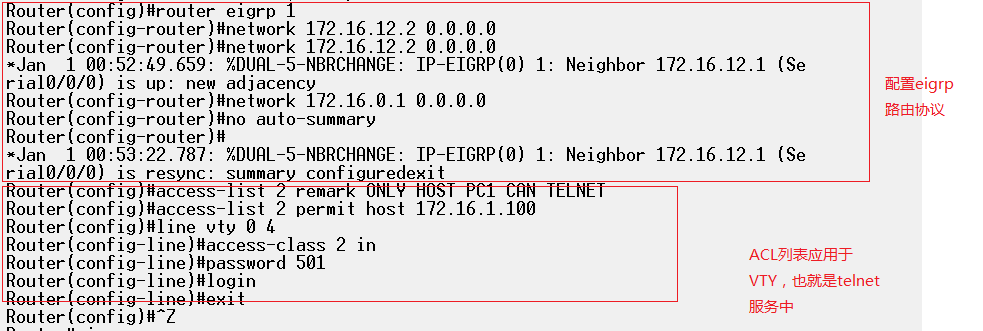 Router(config)#router eigrp 1
Router(config-router)#network 172.16.12.2 0.0.0.0
Router(config-router)#network 172.16.12.2 0.0.0.0
*Jan  1 00:52:49.659: %DUAL-5-NBRCHANGE: IP-EIGRP(0) 1: Neighbor 172.16.12.1 (Se
rial0/0/0) is up: new adjacency
Router(config-router)#network 172.16.0.1 0.0.0.0
Router(config-router)#no auto-summary
Router(config-router)#
*Jan  1 00:53:22.787: %DUAL-5-NBRCHANGE: IP-EIGRP(0) 1: Neighbor 172.16.12.1 (Se
rial0/0/0) is resync: summary configuredexit
配置eigrp
路由协议
Router(config)#access-list 2 remark ONLY HOST PC1 CAN TELNET
Router(config)#access-list 2 permit host 172.16.1.100
Router(config)#line vty 0 4
Router(config-line)#access-class 2 in
Router(config-line)#password 501
Router(config-line)#login
Router(config-line)#exit
Router(config)#^Z
ACL列表应用于
VTY，也就是telnet
服务中